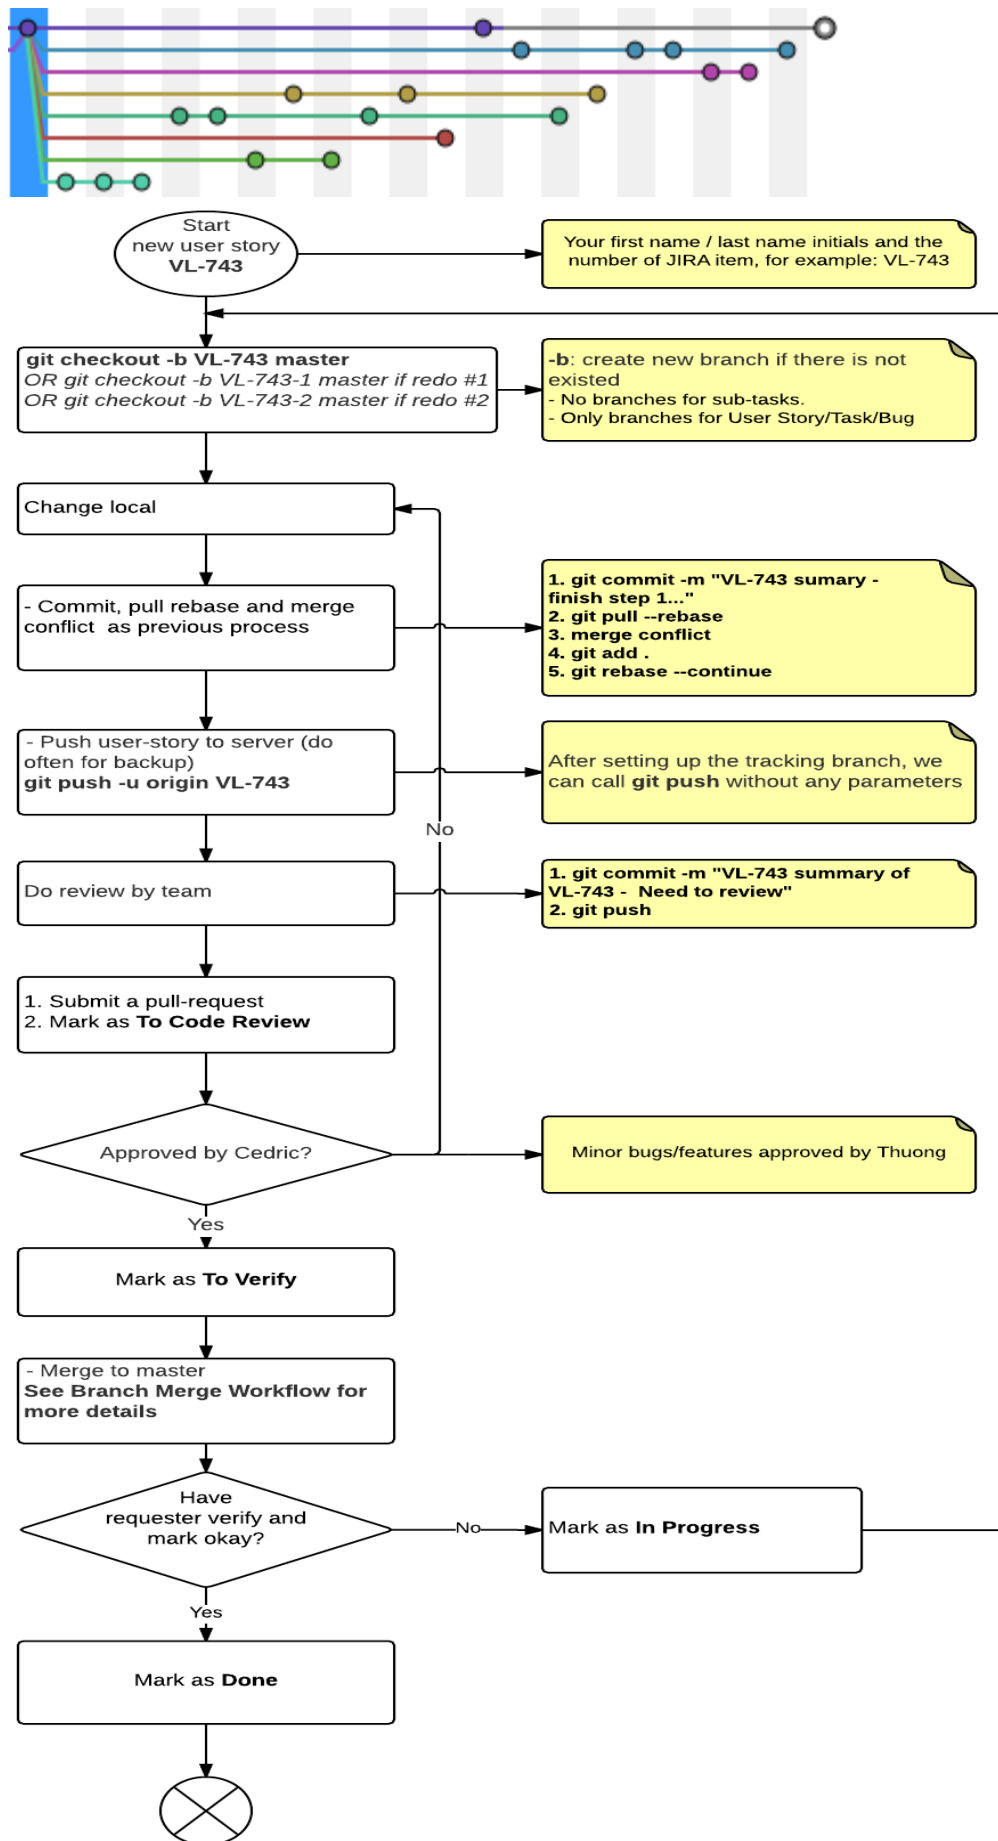 Start
new user story
VL-743
Your first name / last name initials and the
number of JIRA item, for example: VL-743
git checkout -b VL-743 master
OR git checkout -b VL-743-1 master if redo #1
OR git checkout -b VL-743-2 master if redo #2
-b: create new branch if there is not
existed
- No branches for sub-tasks.
- Only branches for User Story/Task/Bug
Change local
- Commit, pull rebase and merge
conflict as previous process
1. git commit -m "VL-743 sumary -
finish step 1..."
2. git pull --rebase
3. merge conflict
4. git add .
5. git rebase --continue
- Push user-story to server (do
often for backup)
git push -u origin VL-743
After setting up the tracking branch, we
can call git push without any parameters
No
Do review by team
1. git commit -m "VL-743 summary of
VL-743 - Need to review"
2. git push
1. Submit a pull-request
2. Mark as To Code Review
Approved by Cedric?
Minor bugs/features approved by Thuong
Yes
Mark as To Verify
- Merge to master
See Branch Merge Workflow for
more details
Have
requester verify and
mark okay?
No
Mark as In Progress
Yes
Mark as Done